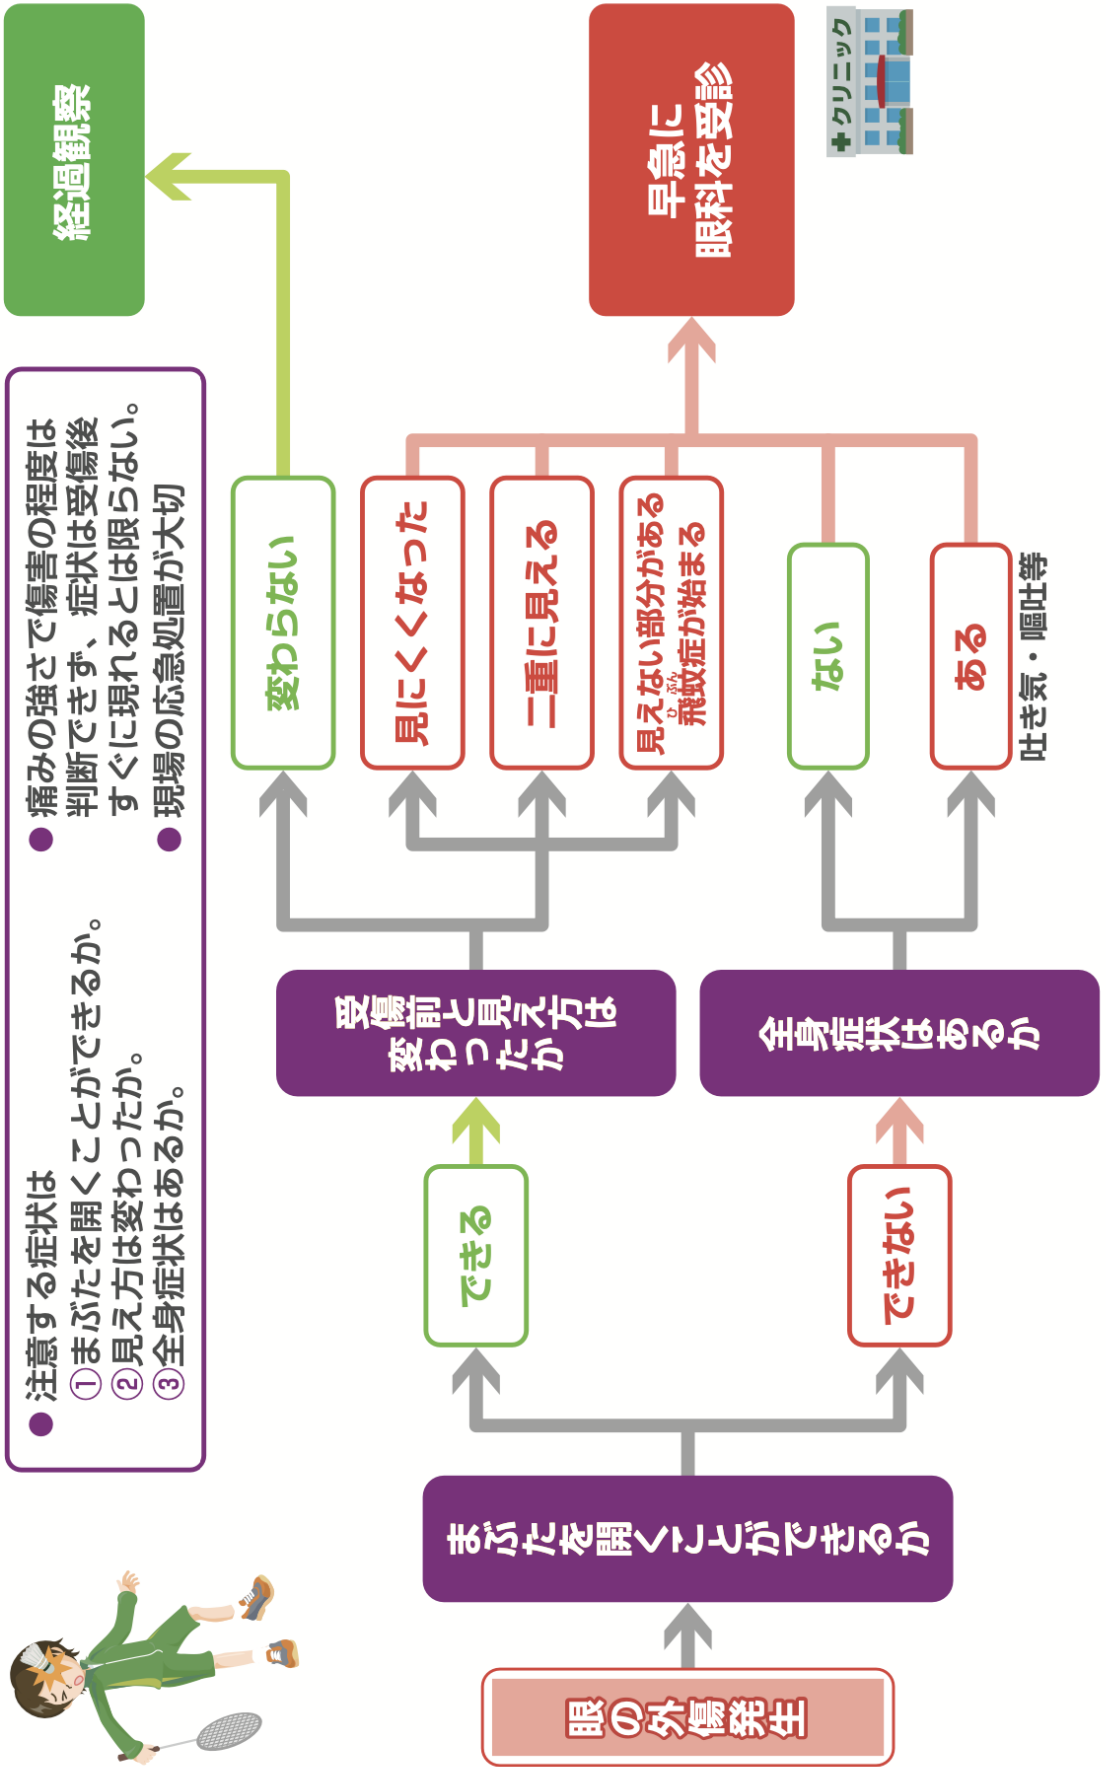 ● 注意する症状は
①まぶたを開くことができるか。
②見え方は変わったか。
③全身症状はあるか。
● 痛みの強さで傷害の程度は
判断できず、症状は受傷後
すぐに現れるとは限らない。
● 現場の応急処置が大切
眼の外傷発生
まぶたを開くことができるか
できる
できない
受傷前と見え方は
変わったか
全身症状はあるか
変わらない
見にくくなった
二重に見える
見えない部分がある
ひぶん
飛蚊症が始まる
ない
ある
吐き気・嘔吐等
経過観察
早急に
眼科を受診
クリニック